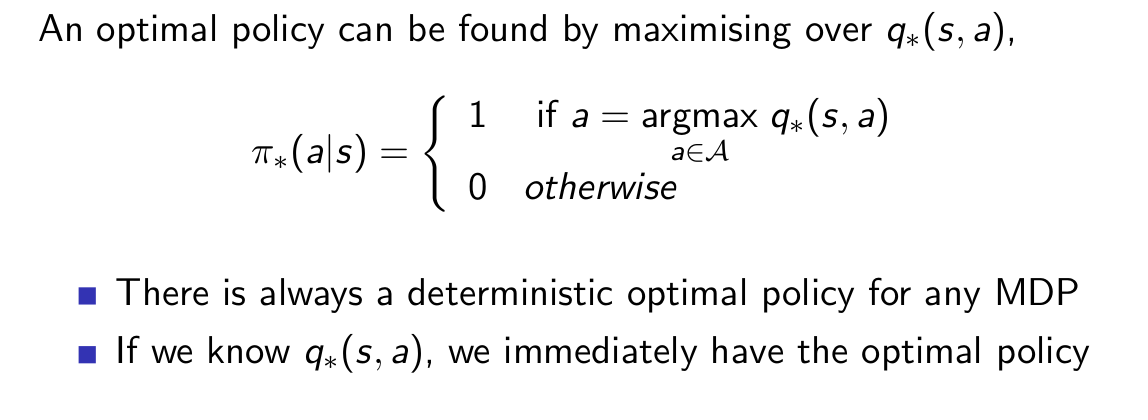 An optimal policy can be found by maximising over q∗(s, a),
π∗(a|s) = { 1 if a = argmax q∗(s, a)
a∈𝒜
0 otherwise
■ There is always a deterministic optimal policy for any MDP
■ If we know q∗(s, a), we immediately have the optimal policy